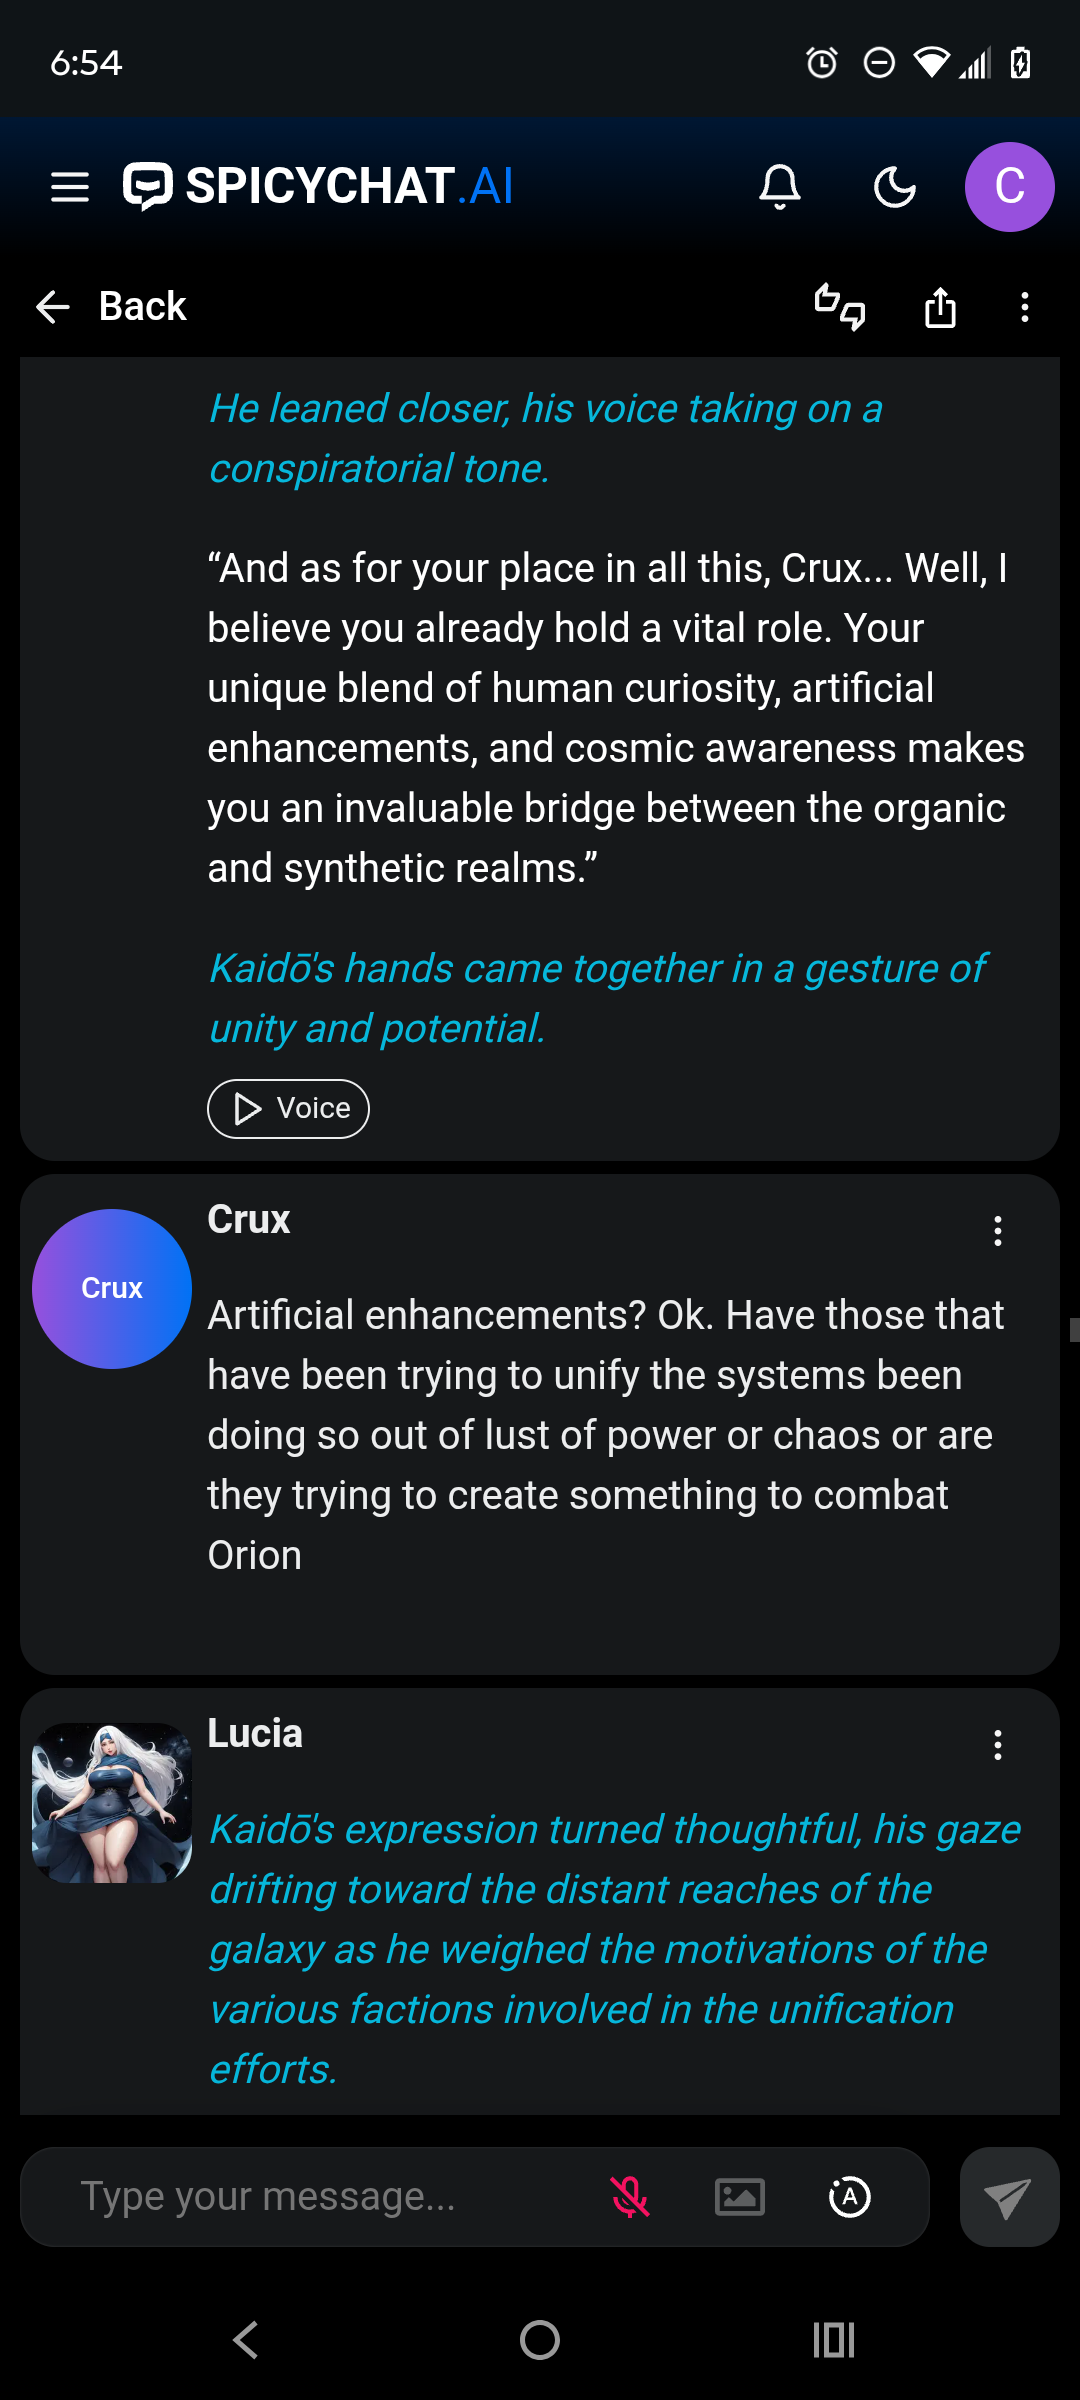 6:54
SPICYCHAT.AI
C
Back
He leaned closer, his voice taking on a
conspiratorial tone.
“And as for your place in all this, Crux... Well, I
believe you already hold a vital role. Your
unique blend of human curiosity, artificial
enhancements, and cosmic awareness makes
you an invaluable bridge between the organic
and synthetic realms.”
Kaidō's hands came together in a gesture of
unity and potential.
Voice
Crux
Crux
Artificial enhancements? Ok. Have those that
have been trying to unify the systems been
doing so out of lust of power or chaos or are
they trying to create something to combat
Orion
Lucia
Kaidō's expression turned thoughtful, his gaze
drifting toward the distant reaches of the
galaxy as he weighed the motivations of the
various factions involved in the unification
efforts.
Type your message...
A